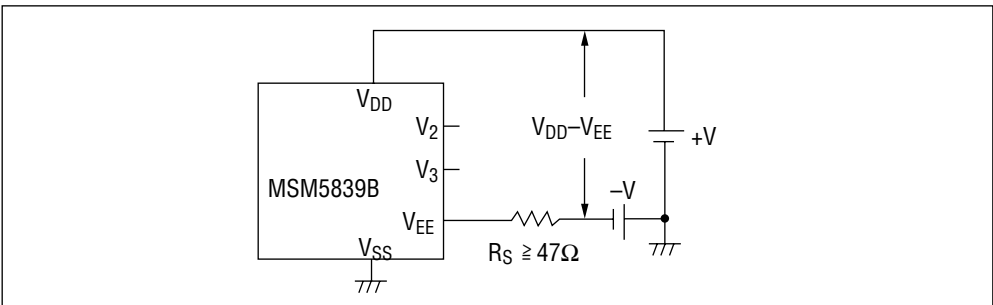 VDD
V2
VDD–VEE
+V
V3
MSM5839B
–V
VEE
RS ≧ 47Ω
VSS